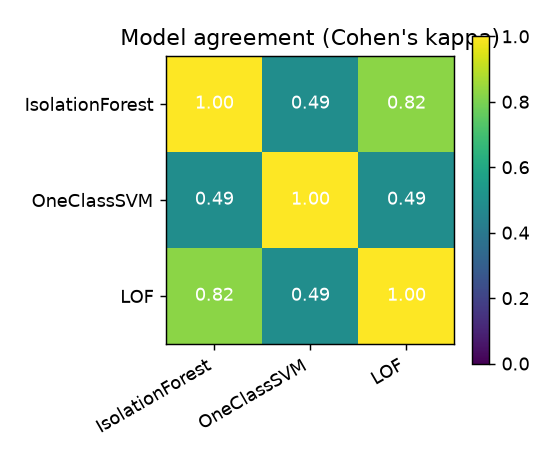 Model agreement (Cohen's kappa)
IsolationForest 1.00 0.49 0.82
OneClassSVM 0.49 1.00 0.49
LOF 0.82 0.49 1.00
IsolationForest OneClassSVM LOF
1.0
0.8
0.6
0.4
0.2
0.0